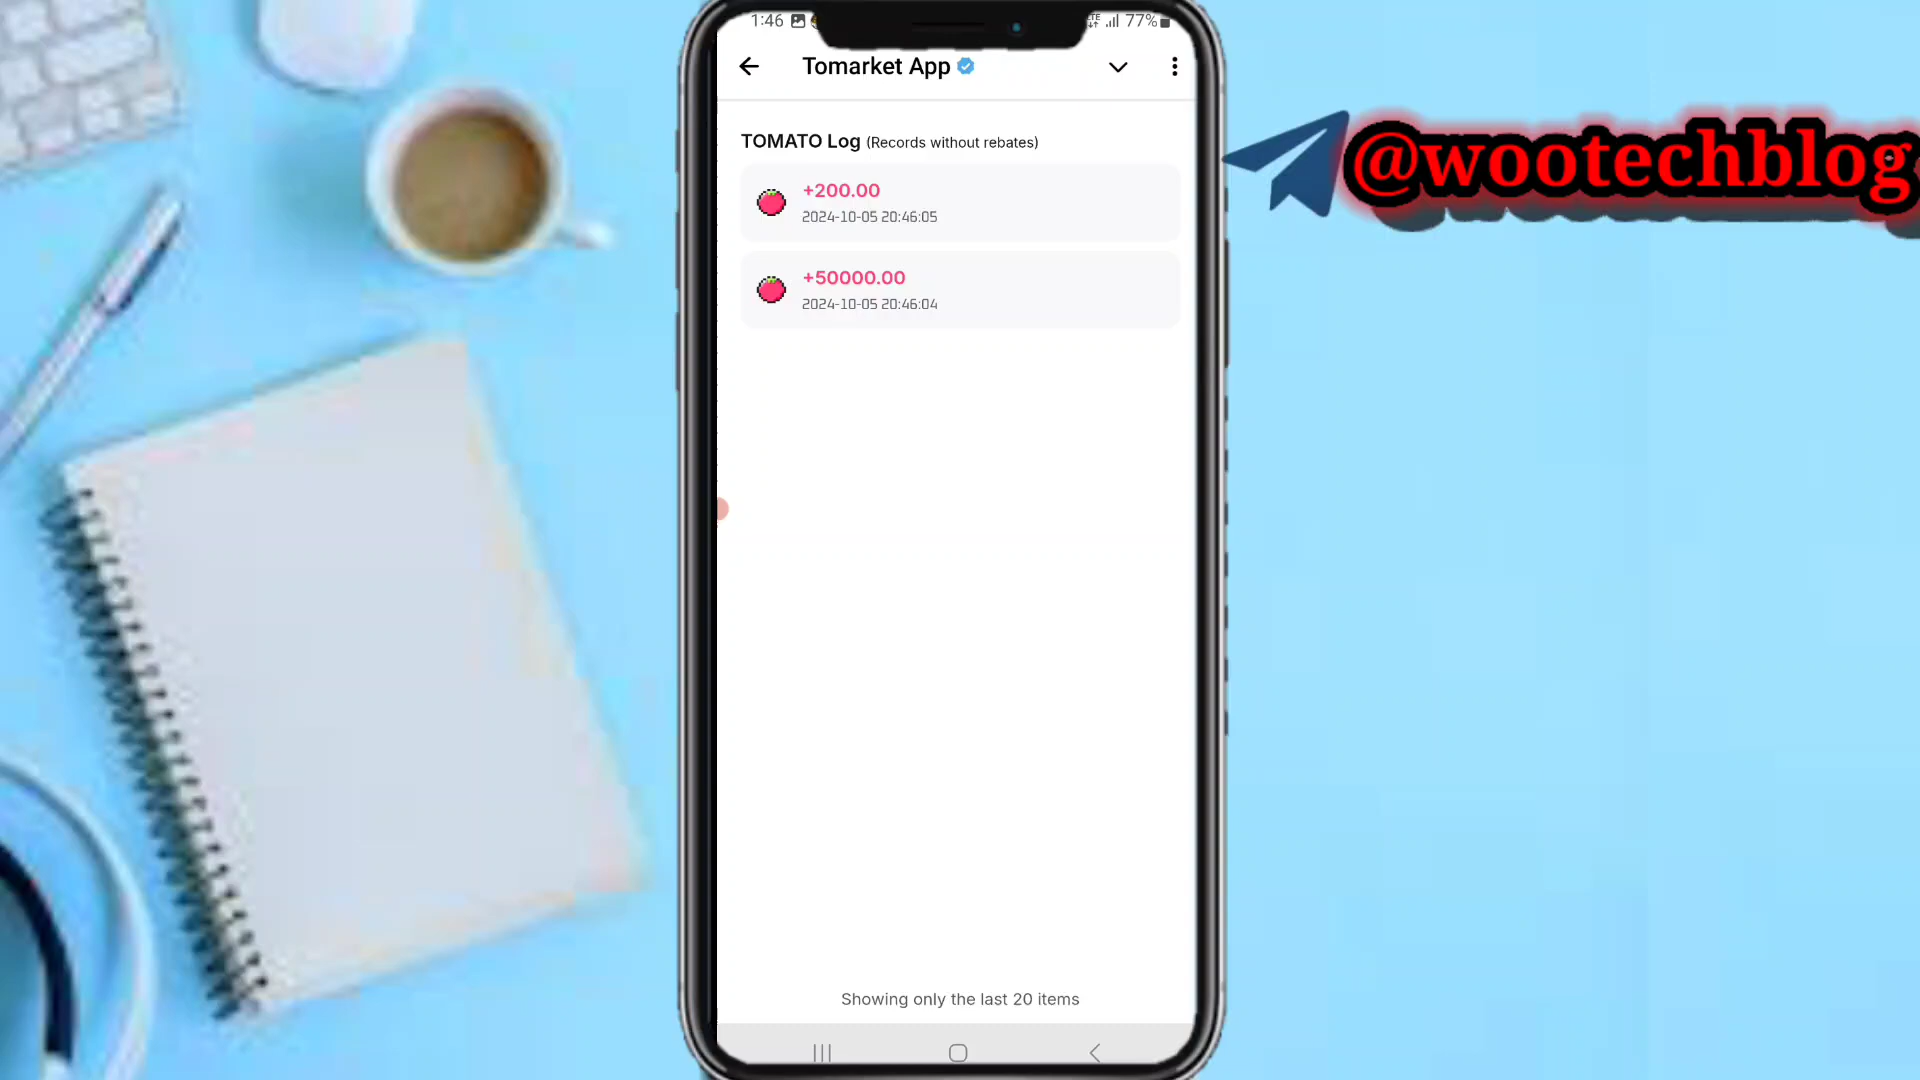 1:46
LTE
77%
Tomarket App
TOMATO Log (Records without rebates)
+200.00
2024-10-05 20:46:05
+50000.00
2024-10-05 20:46:04
Showing only the last 20 items
@wootechblog